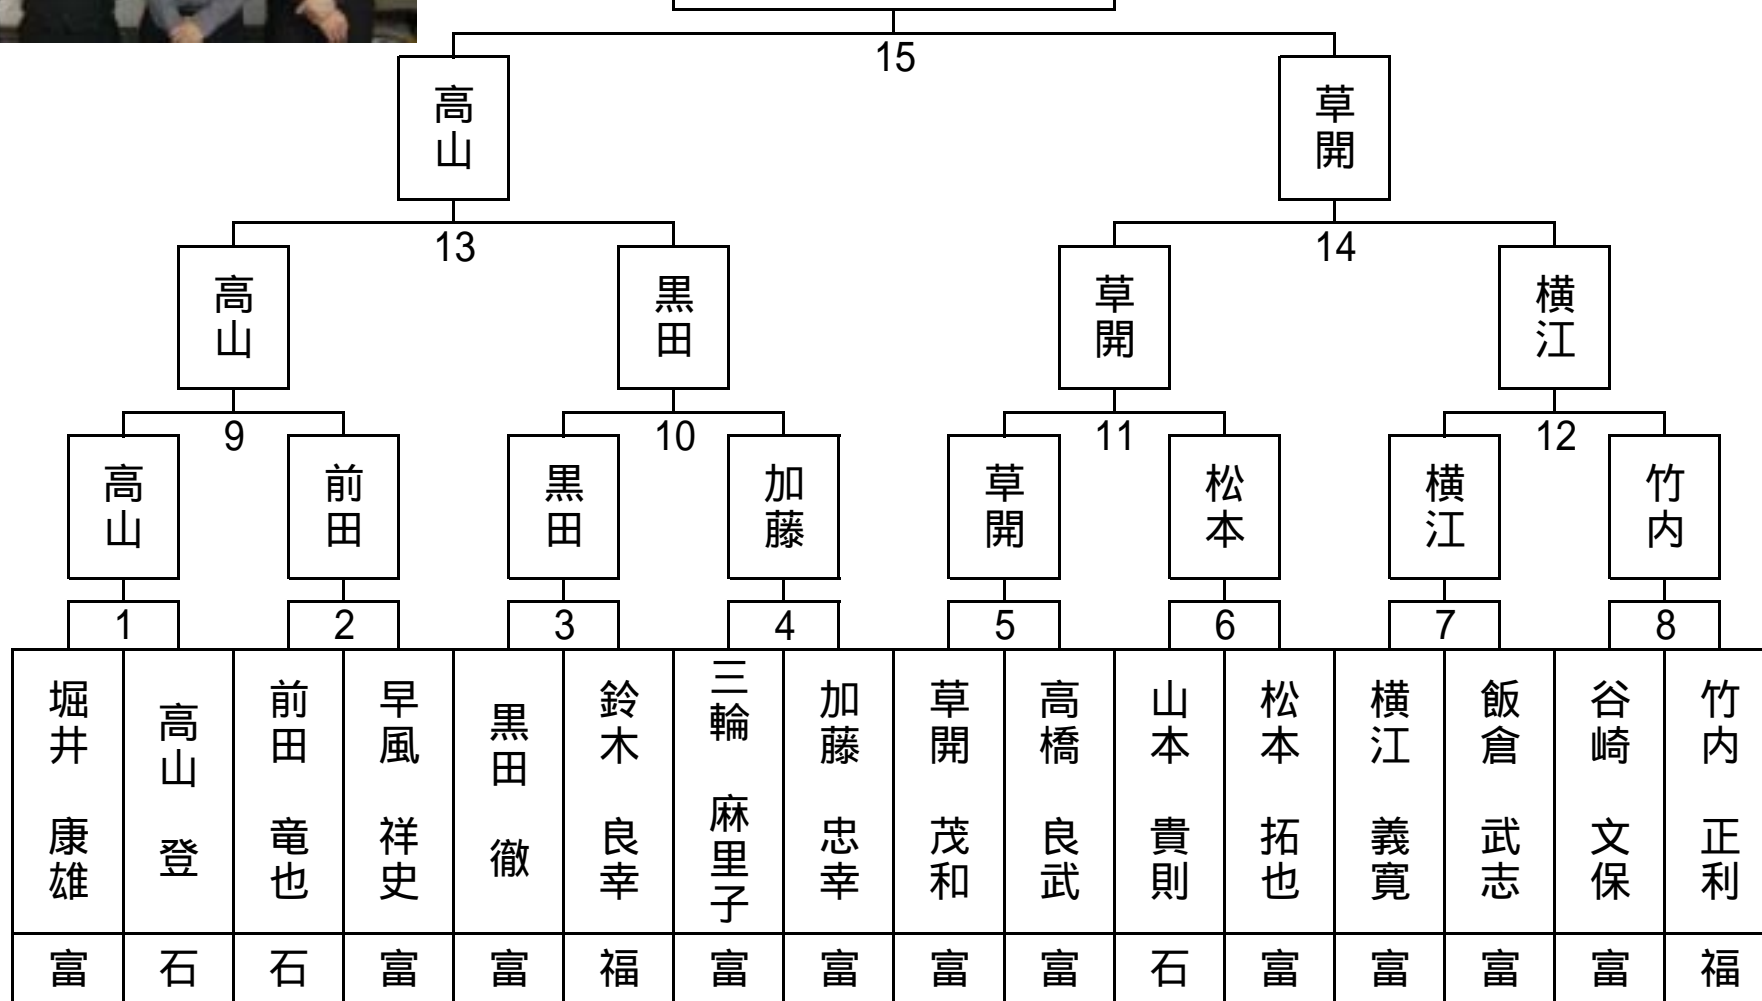 15
高山
草開
13
14
高山
黒田
草開
横江
9
10
11
12
高山
前田
黒田
加藤
草開
松本
横江
竹内
1
2
3
4
5
6
7
8
堀井 康雄
高山 登
前田 竜也
早風 祥史
黒田 徹
鈴木 良幸
三輪 麻里子
加藤 忠幸
草開 茂和
高橋 良武
山本 貴則
松本 拓也
横江 義寛
飯倉 武志
谷崎 文保
竹内 正利
富
石
石
富
富
福
富
富
富
富
石
富
富
富
富
福